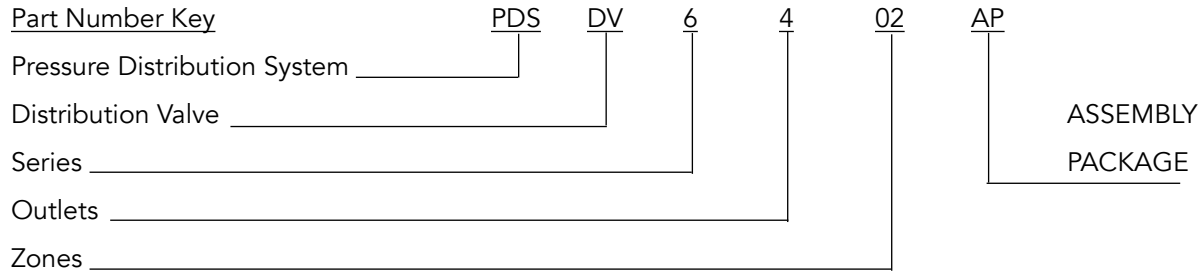 Part Number Key PDS DV 6 4 02 AP
Pressure Distribution System
Distribution Valve ASSEMBLY
Series PACKAGE
Outlets
Zones